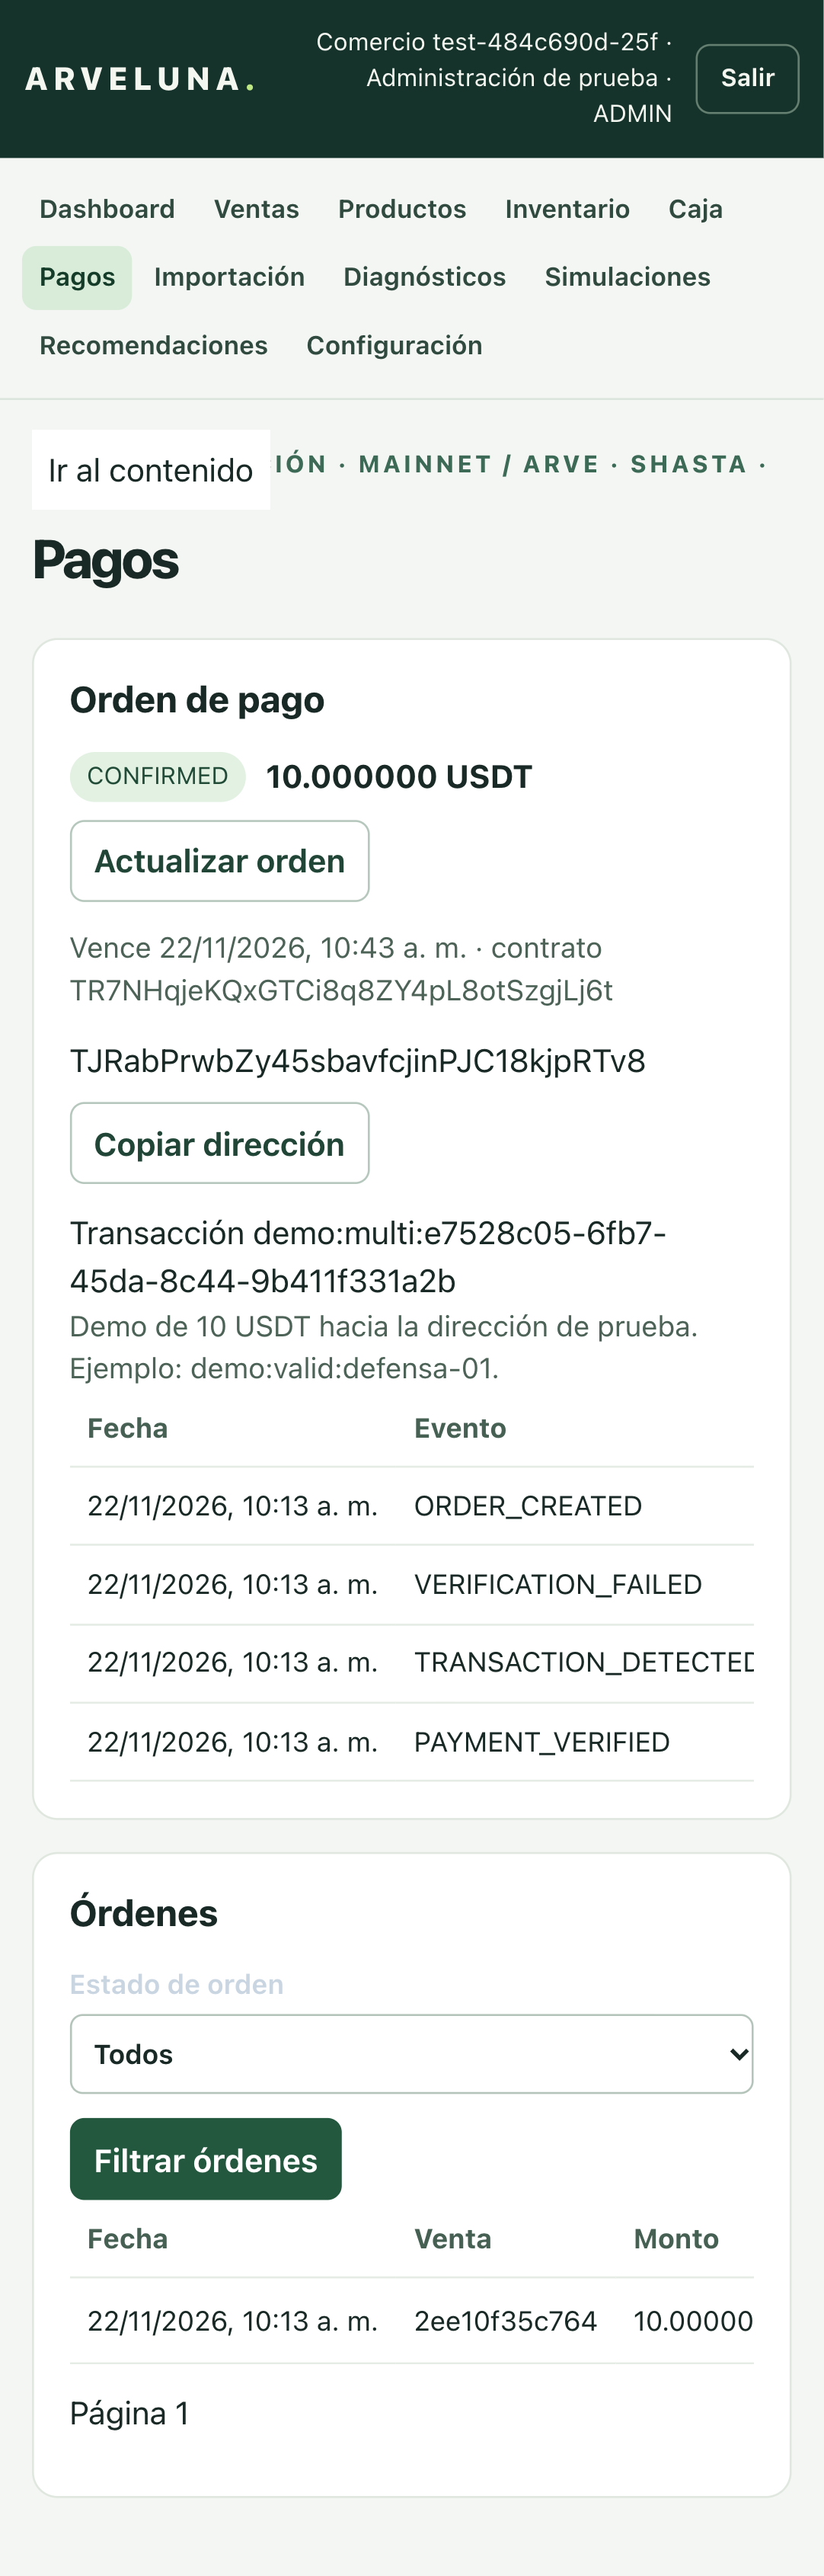 ARVELUNA.
Comercio test-484c690d-25f ·
Administración de prueba ·
ADMIN
Salir
Dashboard Ventas Productos Inventario Caja
Pagos Importación Diagnósticos Simulaciones
Recomendaciones Configuración
Ir al contenido
IÓN · MAINNET / ARVE · SHASTA ·
Pagos
Orden de pago
CONFIRMED 10.000000 USDT
Actualizar orden
Vence 22/11/2026, 10:43 a. m. · contrato
TR7NHqjeKQxGTCi8q8ZY4pL8otSzgjLj6t
TJRabPrwbZy45sbavfcjinPJC18kjpRTv8
Copiar dirección
Transacción demo:multi:e7528c05-6fb7-
45da-8c44-9b411f331a2b
Demo de 10 USDT hacia la dirección de prueba.
Ejemplo: demo:valid:defensa-01.
Fecha Evento
22/11/2026, 10:13 a. m. ORDER_CREATED
22/11/2026, 10:13 a. m. VERIFICATION_FAILED
22/11/2026, 10:13 a. m. TRANSACTION_DETECTED
22/11/2026, 10:13 a. m. PAYMENT_VERIFIED
Órdenes
Estado de orden
Todos
Filtrar órdenes
Fecha Venta Monto
22/11/2026, 10:13 a. m. 2ee10f35c764 10.00000
Página 1